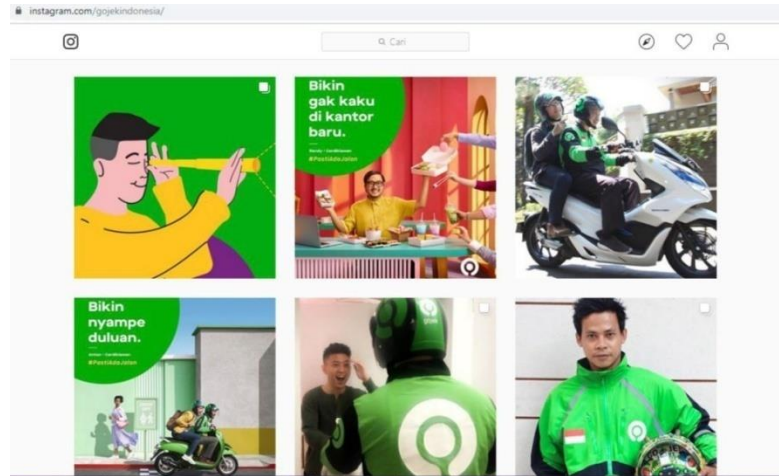 instagram.com/gojekindonesia/
Cari
Bikin
gak kaku
di kantor
baru.
#PastiAdaJalan
Bikin
nyampe
duluan.
#PastiAdaJalan
gojek